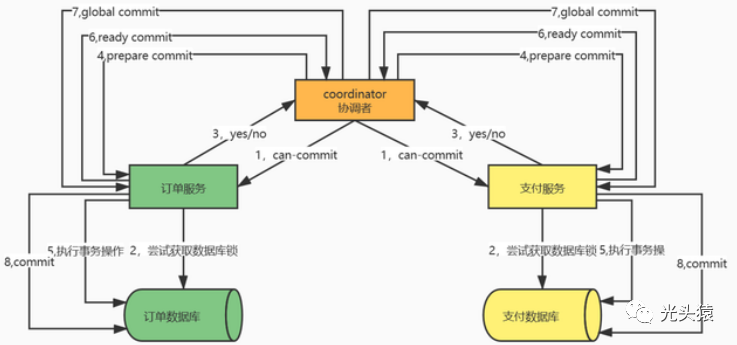 7,global commit
7,global commit
6,ready commit
6,ready commit
4,prepare commit
4,prepare commit
coordinator
协调者
3，yes/no
3，yes/no
1，can-commit
1，can-commit
订单服务
支付服务
5,执行事务操作
2，尝试获取数据库锁
2，尝试获取数据库锁
5,执行事务操
8,commit
8,commit
订单数据库
支付数据库
光头猿